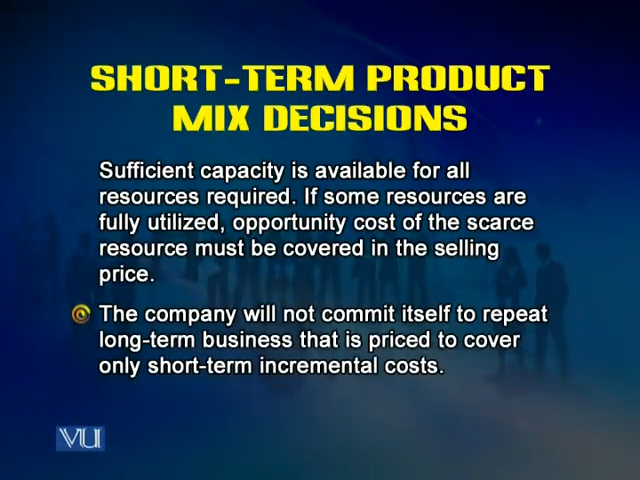 SHORT-TERM PRODUCT
MIX DECISIONS
Sufficient capacity is available for all
resources required. If some resources are
fully utilized, opportunity cost of the scarce
resource must be covered in the selling
price.
The company will not commit itself to repeat
long-term business that is priced to cover
only short-term incremental costs.
VU